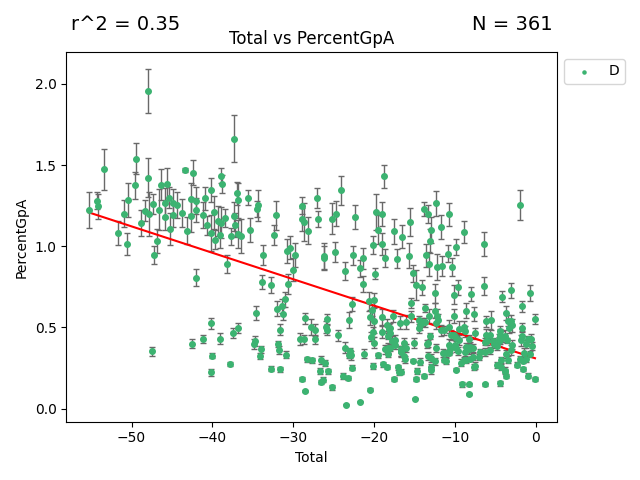 r^2 = 0.35 N = 361
Total vs PercentGpA
D
PercentGpA
2.0
1.5
1.0
0.5
0.0
−50 −40 −30 −20 −10 0
Total